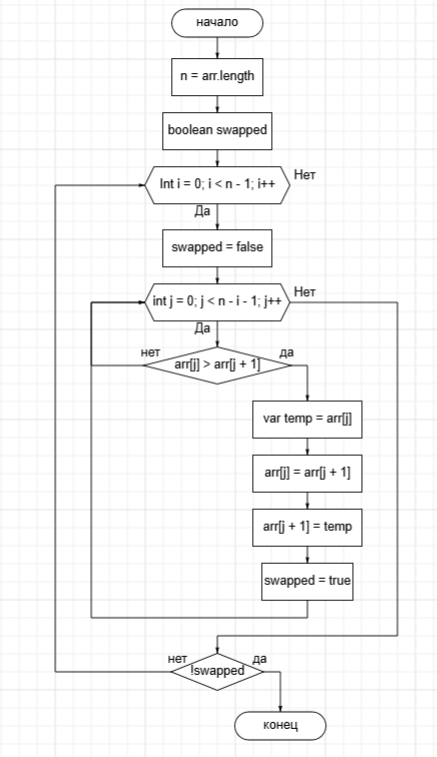 начало
n = arr.length
boolean swapped
Int i = 0; i < n - 1; i++
Нет
Да
swapped = false
int j = 0; j < n - i - 1; j++
Нет
Да
нет
arr[j] > arr[j + 1]
да
var temp = arr[j]
arr[j] = arr[j + 1]
arr[j + 1] = temp
swapped = true
нет
!swapped
да
конец